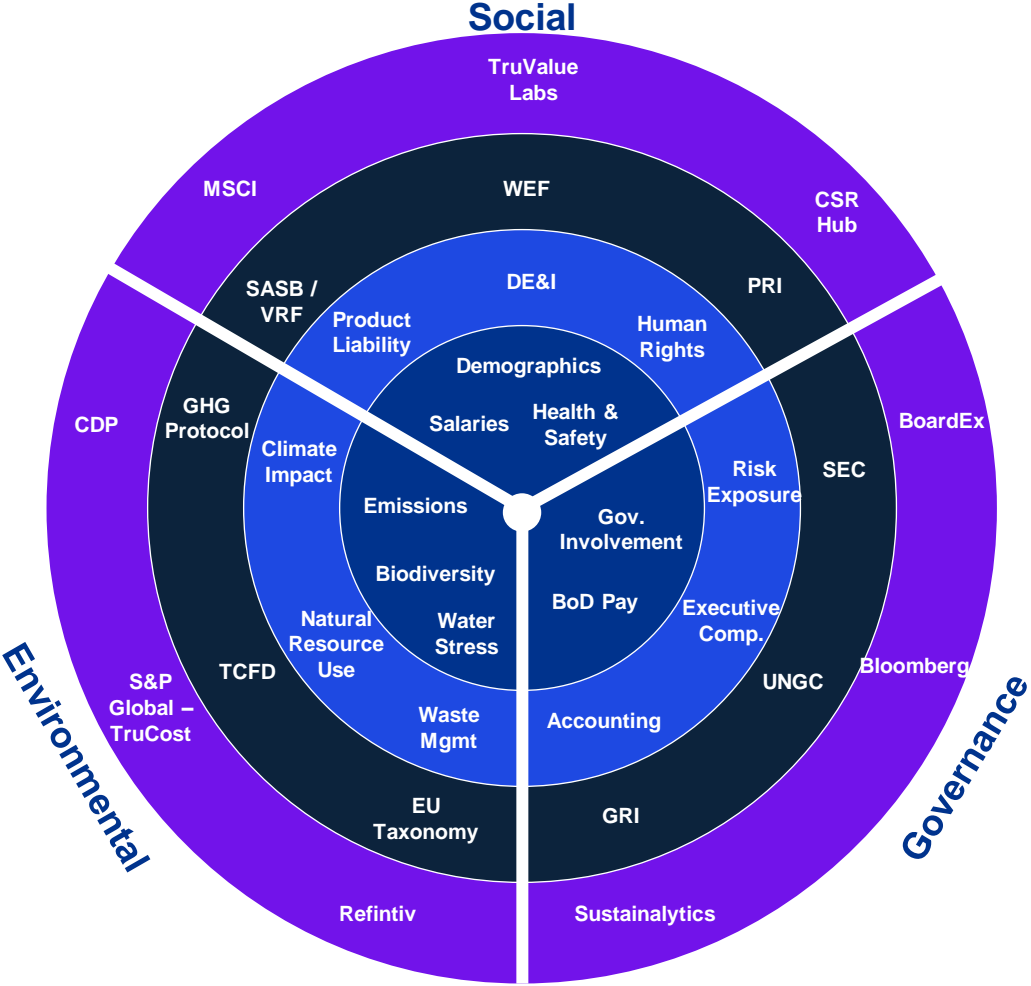 Social
TruValue
Labs
MSCI
WEF
CSR
Hub
SASB /
VRF
DE&I
PRI
Product
Liability
Human
Rights
Demographics
Salaries
Health &
Safety
CDP
GHG
Protocol
Climate
Impact
Emissions
Biodiversity
Water
Stress
Natural
Resource
Use
TCFD
S&P
Global –
TruCost
Waste
Mgmt
EU
Taxonomy
Refintiv
Environmental
BoardEx
SEC
Risk
Exposure
Gov.
Involvement
BoD Pay
Executive
Comp.
Bloomberg
UNGC
Accounting
GRI
Sustainalytics
Governance